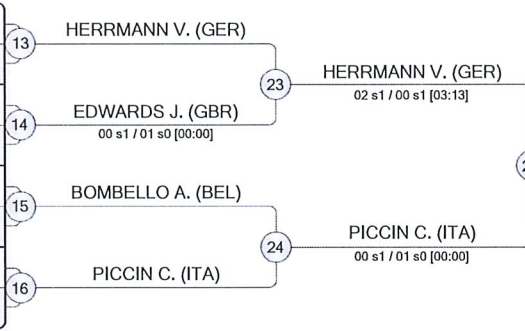 HERRMANN V. (GER)
13
23
HERRMANN V. (GER)
02 s1 / 00 s1 [03:13]
EDWARDS J. (GBR)
14
00 s1 / 01 s0 [00:00]
BOMBELLO A. (BEL)
15
24
PICCIN C. (ITA)
00 s1 / 01 s0 [00:00]
PICCIN C. (ITA)
16